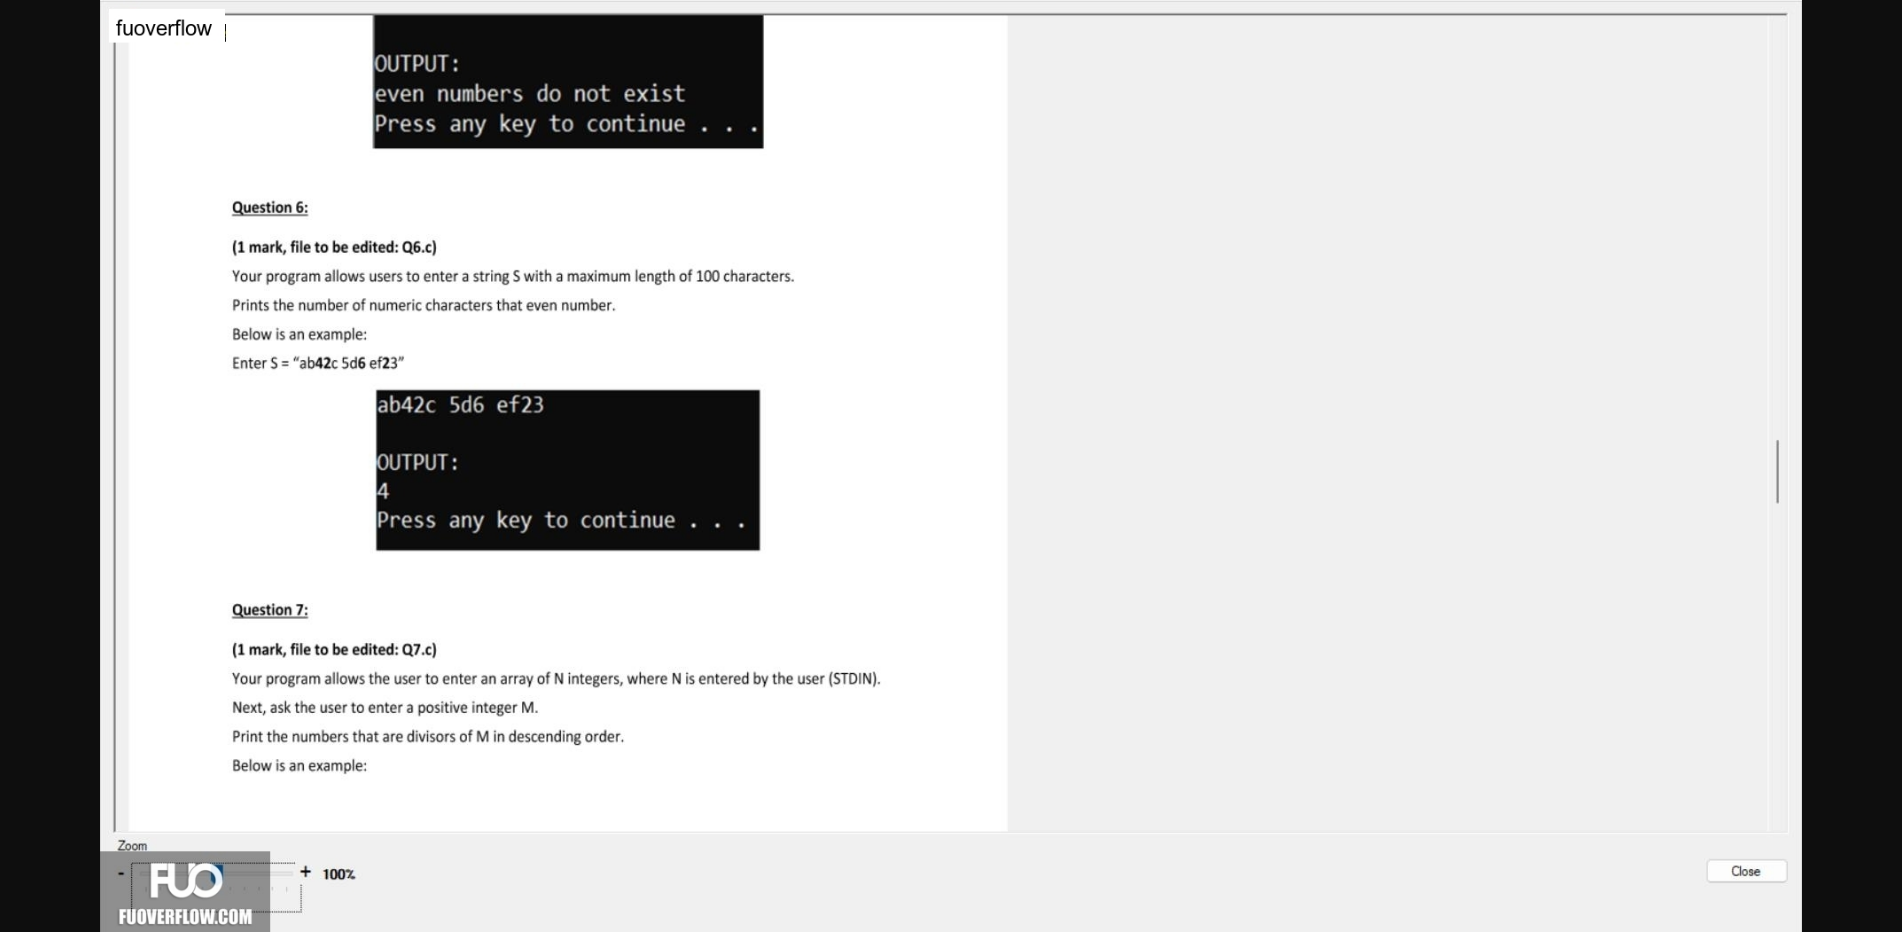 fuoverflow
OUTPUT:
even numbers do not exist
Press any key to continue . . .
Question 6:
(1 mark, file to be edited: Q6.c)
Your program allows users to enter a string S with a maximum length of 100 characters.
Prints the number of numeric characters that even number.
Below is an example:
Enter S = “ab42c 5d6 ef23”
ab42c 5d6 ef23
OUTPUT:
4
Press any key to continue . . .
Question 7:
(1 mark, file to be edited: Q7.c)
Your program allows the user to enter an array of N integers, where N is entered by the user (STDIN).
Next, ask the user to enter a positive integer M.
Print the numbers that are divisors of M in descending order.
Below is an example:
Zoom
- + 100%
Close
FUO
FUOVERFLOW.COM